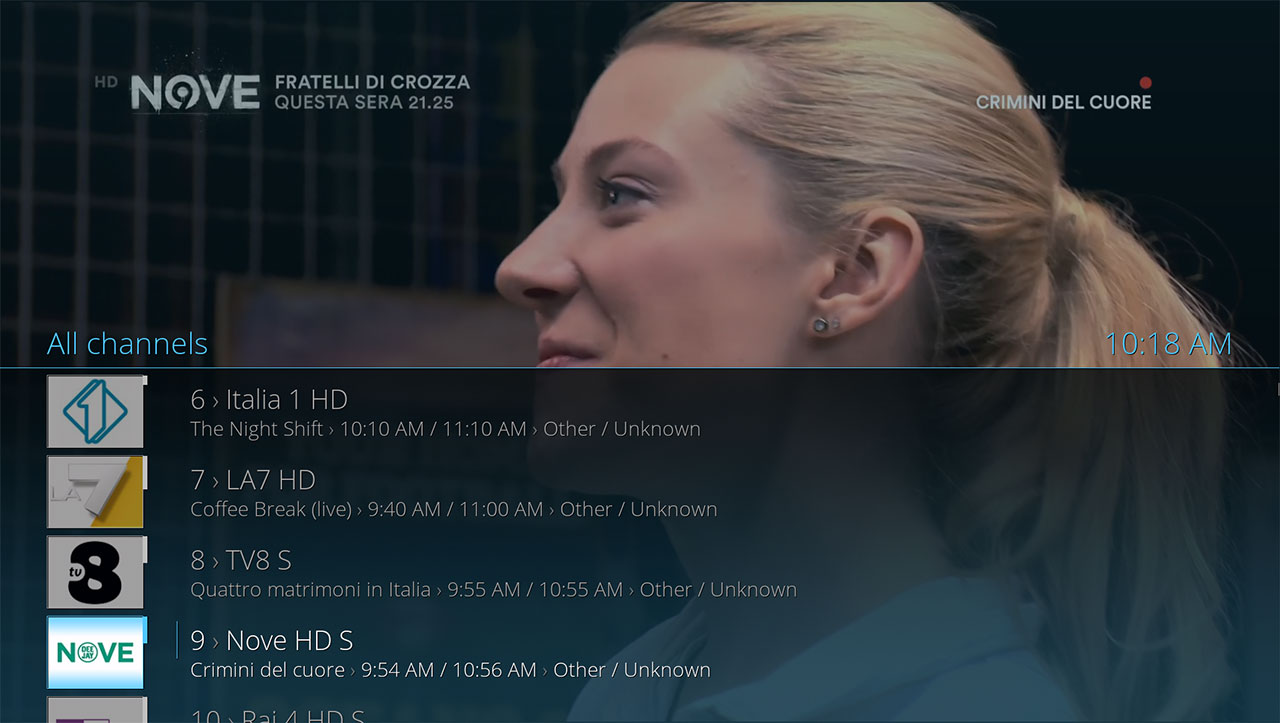 HD NOVE FRATELLI DI CROZZA
QUESTA SERA 21.25
CRIMINI DEL CUORE
All channels
10:18 AM
1
6 › Italia 1 HD
The Night Shift › 10:10 AM / 11:10 AM › Other / Unknown
LA7
7 › LA7 HD
Coffee Break (live) › 9:40 AM / 11:00 AM › Other / Unknown
tv8
8 › TV8 S
Quattro matrimoni in Italia › 9:55 AM / 10:55 AM › Other / Unknown
NOVE DEE JAY
9 › Nove HD S
Crimini del cuore › 9:54 AM / 10:56 AM › Other / Unknown
10 › Rai 4 HD S